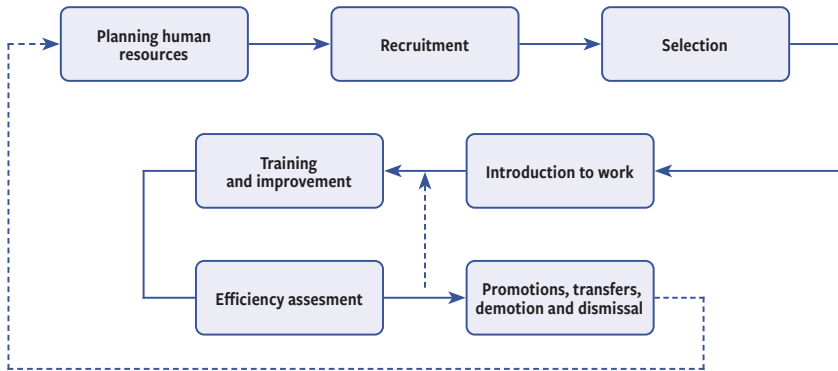 Planning human
resources
Recruitment
Selection
Training
and improvement
Introduction to work
Efficiency assesment
Promotions, transfers,
demotion and dismissal